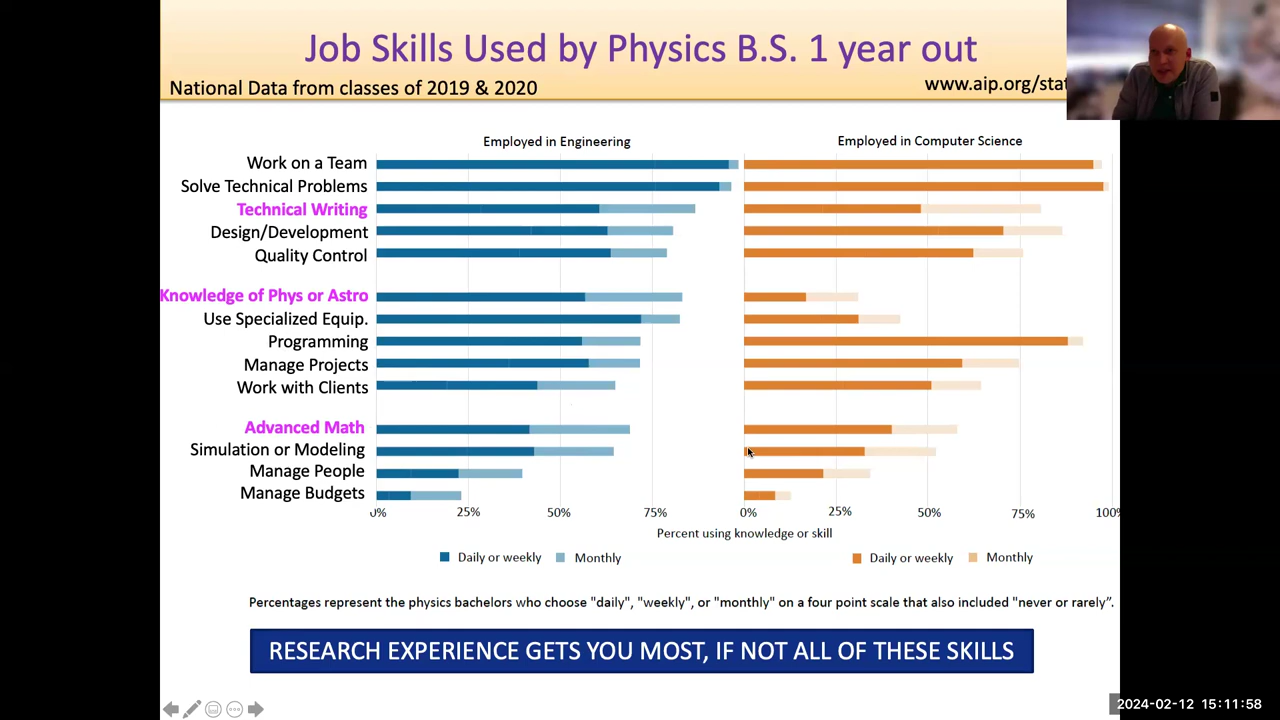 Job Skills Used by Physics B.S. 1 year out
National Data from classes of 2019 & 2020
www.aip.org/stat
Employed in Engineering
Employed in Computer Science
Work on a Team
Solve Technical Problems
Technical Writing
Design/Development
Quality Control
Knowledge of Phys or Astro
Use Specialized Equip.
Programming
Manage Projects
Work with Clients
Advanced Math
Simulation or Modeling
Manage People
Manage Budgets
0% 25% 50% 75% 0% 25% 50% 75% 100%
Percent using knowledge or skill
Daily or weekly Monthly Daily or weekly Monthly
Percentages represent the physics bachelors who choose "daily", "weekly", or "monthly" on a four point scale that also included "never or rarely”.
RESEARCH EXPERIENCE GETS YOU MOST, IF NOT ALL OF THESE SKILLS
2024-02-12 15:11:58